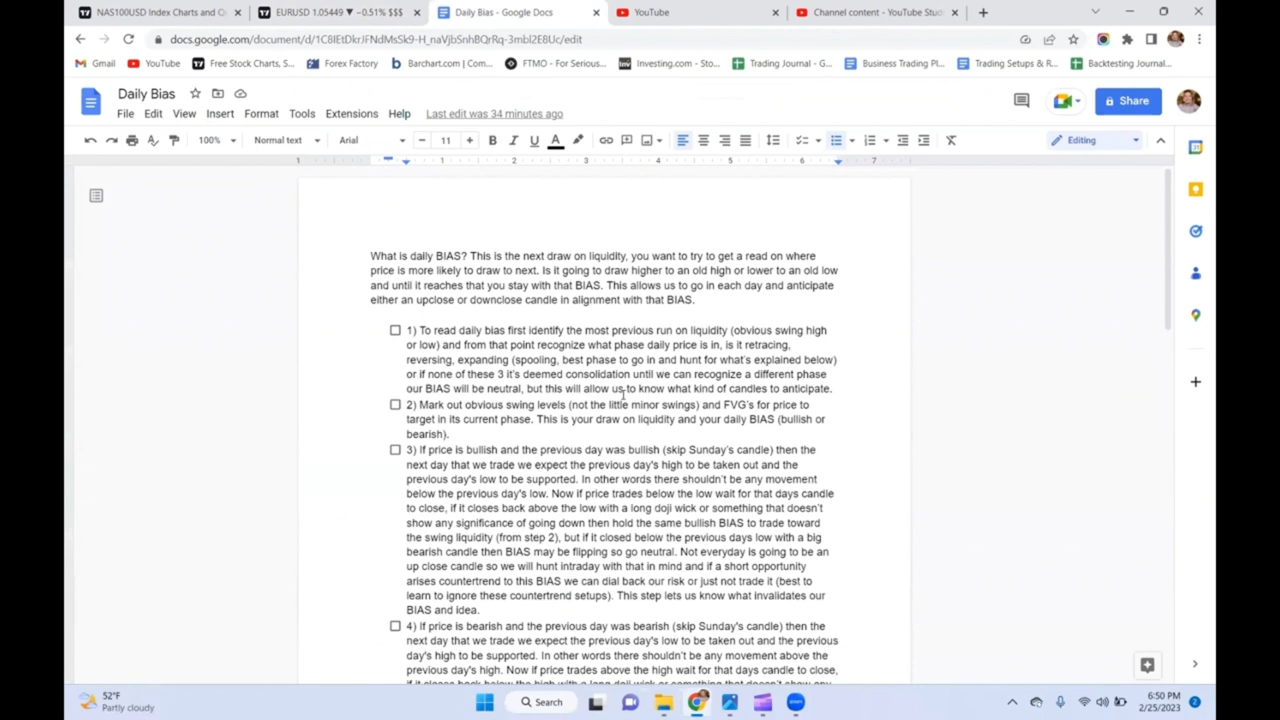 NAS100USD Index Charts and Q
EURUSD 1.05449 ▼ −0.51% $$$
Daily Bias - Google Docs
YouTube
Channel content - YouTube Stud
docs.google.com/document/d/
/edit
Gmail
YouTube
Free Stock Charts, S...
Forex Factory
Barchart.com | Com...
FTMO - For Serious...
Investing.com - Sto...
Trading Journal - G...
Business Trading Pl...
Trading Setups & R...
Backtesting Journal...
Daily Bias
File Edit View Insert Format Tools Extensions Help Last edit was 34 minutes ago
Share
100% Normal text Arial 11 Editing
1 1 2 3 4 5 6 7
What is daily BIAS? This is the next draw on liquidity, you want to try to get a read on where
price is more likely to draw to next. Is it going to draw higher to an old high or lower to an old low
and until it reaches that you stay with that BIAS. This allows us to go in each day and anticipate
either an upclose or downclose candle in alignment with that BIAS.
1) To read daily bias first identify the most previous run on liquidity (obvious swing high
or low) and from that point recognize what phase daily price is in, is it retracing,
reversing, expanding (spooling, best phase to go in and hunt for what's explained below)
or if none of these 3 it's deemed consolidation until we can recognize a different phase
our BIAS will be neutral, but this will allow us to know what kind of candles to anticipate.
2) Mark out obvious swing levels (not the little minor swings) and FVG's for price to
target in its current phase. This is your draw on liquidity and your daily BIAS (bullish or
bearish).
3) If price is bullish and the previous day was bullish (skip Sunday's candle) then the
next day that we trade we expect the previous day's high to be taken out and the
previous day's low to be supported. In other words there shouldn't be any movement
below the previous day's low. Now if price trades below the low wait for that days candle
to close, if it closes back above the low with a long doji wick or something that doesn't
show any significance of going down then hold the same bullish BIAS to trade toward
the swing liquidity (from step 2), but if it closed below the previous days low with a big
bearish candle then BIAS may be flipping so go neutral. Not everyday is going to be an
up close candle so we will hunt intraday with that in mind and if a short opportunity
arises countertrend to this BIAS we can dial back our risk or just not trade it (best to
learn to ignore these countertrend setups). This step lets us know what invalidates our
BIAS and idea.
4) If price is bearish and the previous day was bearish (skip Sunday's candle) then the
next day that we trade we expect the previous day's low to be taken out and the previous
day's high to be supported. In other words there shouldn't be any movement above the
previous day's high. Now if price trades above the high wait for that days candle to close,
if it closes back below the high with a long doji wick or something that doesn't show any
52°F
Partly cloudy
Search
6:50 PM
2/25/2023
2